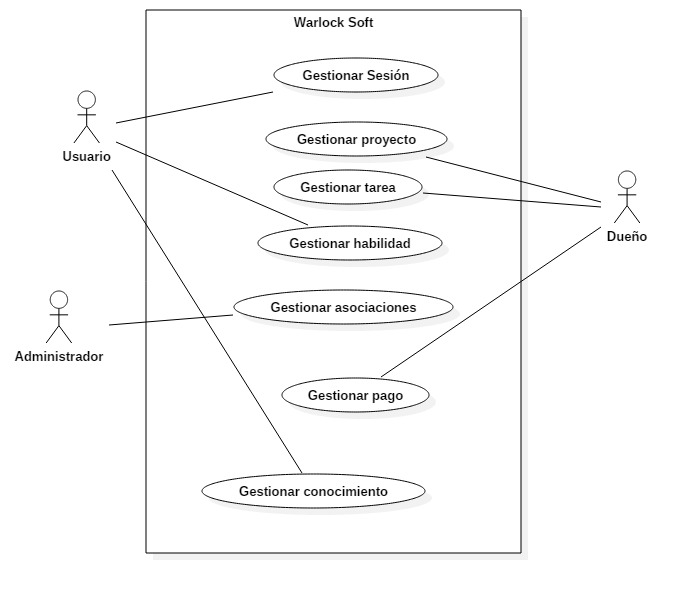 Warlock Soft
Gestionar Sesión
Gestionar proyecto
Usuario
Gestionar tarea
Dueño
Gestionar habilidad
Gestionar asociaciones
Administrador
Gestionar pago
Gestionar conocimiento